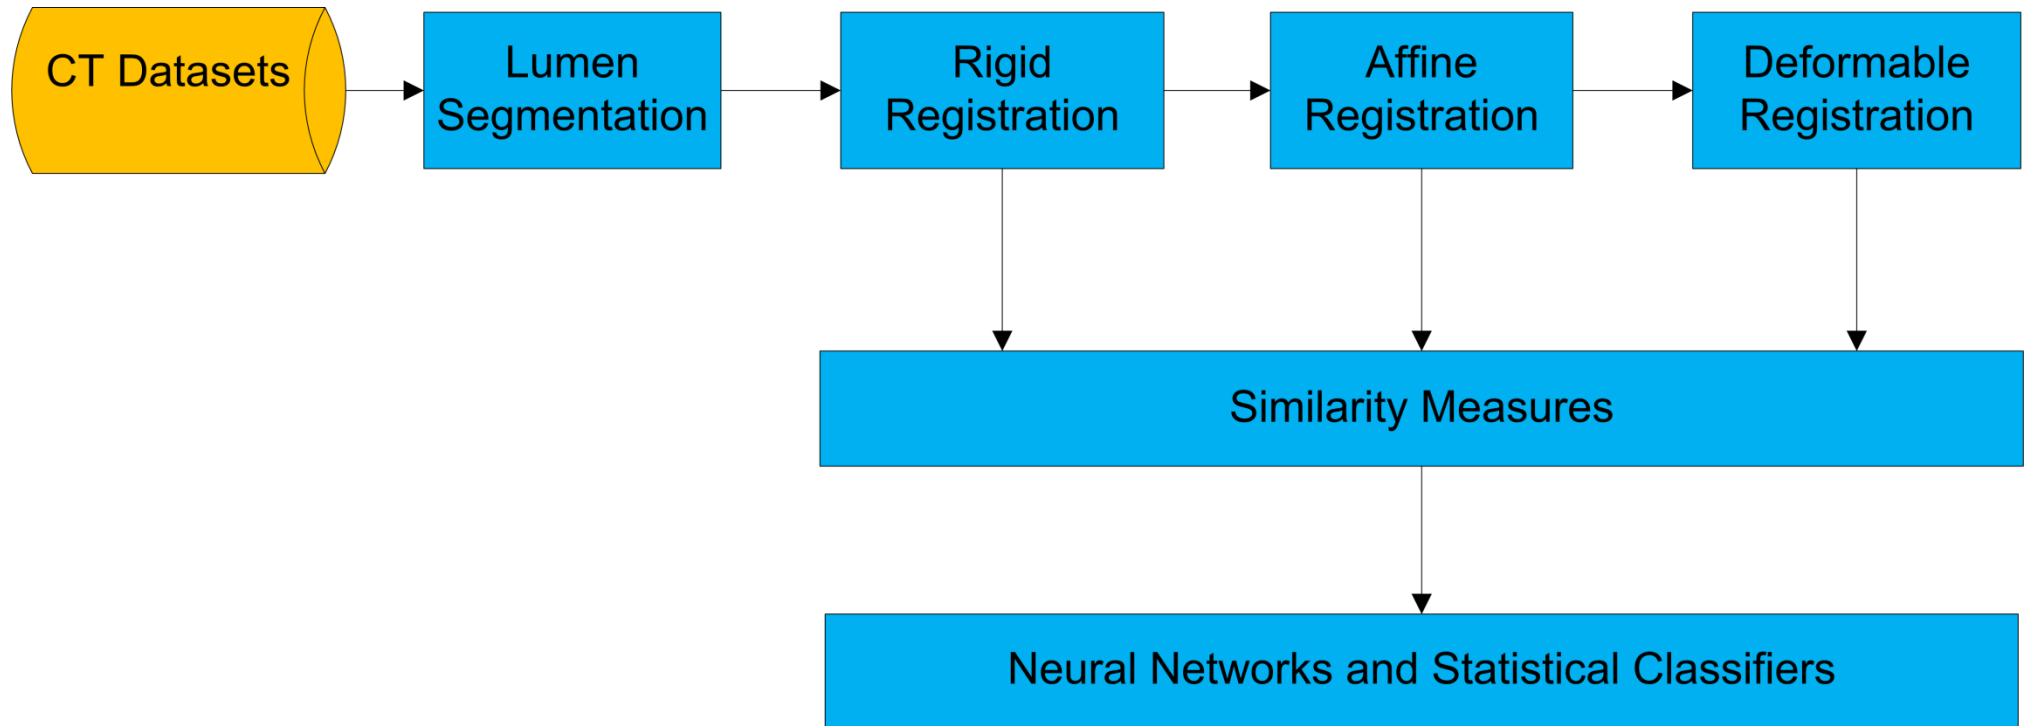 CT Datasets
Lumen
Segmentation
Rigid
Registration
Affine
Registration
Deformable
Registration
Similarity Measures
Neural Networks and Statistical Classifiers